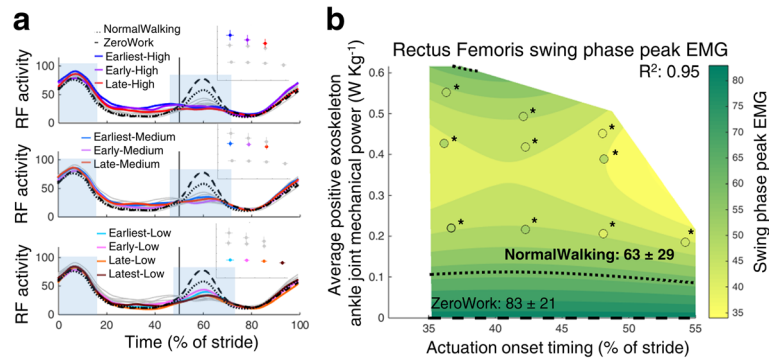 a
NormalWalking
ZeroWork
Earliest-High
Early-High
Late-High
RF activity
100
50
0
Earliest-Medium
Early-Medium
Late-Medium
RF activity
100
50
0
Earliest-Low
Early-Low
Late-Low
Latest-Low
RF activity
100
50
0
0 20 40 60 80 100
Time (% of stride)
b
Rectus Femoris swing phase peak EMG
R²: 0.95
Average positive exoskeleton
ankle joint mechanical power (W Kg⁻¹)
0.6
0.5
0.4
0.3
0.2
0.1
0
* *
*
*
* *
*
* * *
*
NormalWalking: 63 ± 29
ZeroWork: 83 ± 21
35 40 45 50 55
Actuation onset timing (% of stride)
80
75
70
65
60
55
50
45
40
35
Swing phase peak EMG